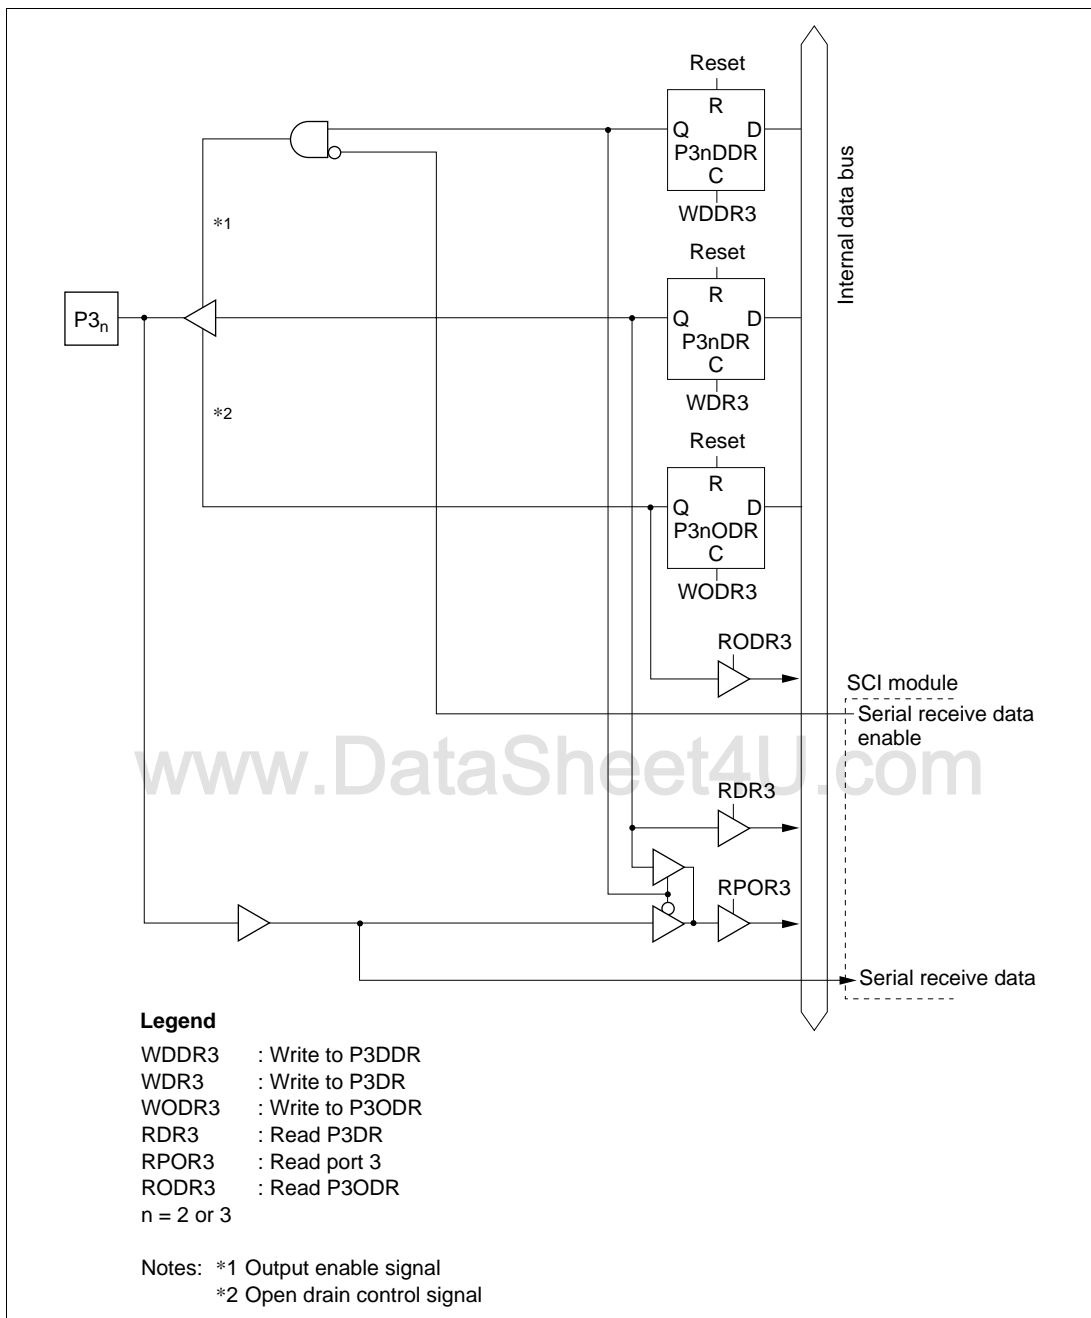 Reset
R
Q D
P3nDDR
C
WDDR3
Internal data bus
*1
Reset
R
P3n
Q D
P3nDR
C
WDR3
*2
Reset
R
Q D
P3nODR
C
WODR3
RODR3
SCI module
Serial receive data
enable
www.DataSheet4U.com
RDR3
RPOR3
Serial receive data
Legend
WDDR3 : Write to P3DDR
WDR3 : Write to P3DR
WODR3 : Write to P3ODR
RDR3 : Read P3DR
RPOR3 : Read port 3
RODR3 : Read P3ODR
n = 2 or 3
Notes: *1 Output enable signal
*2 Open drain control signal